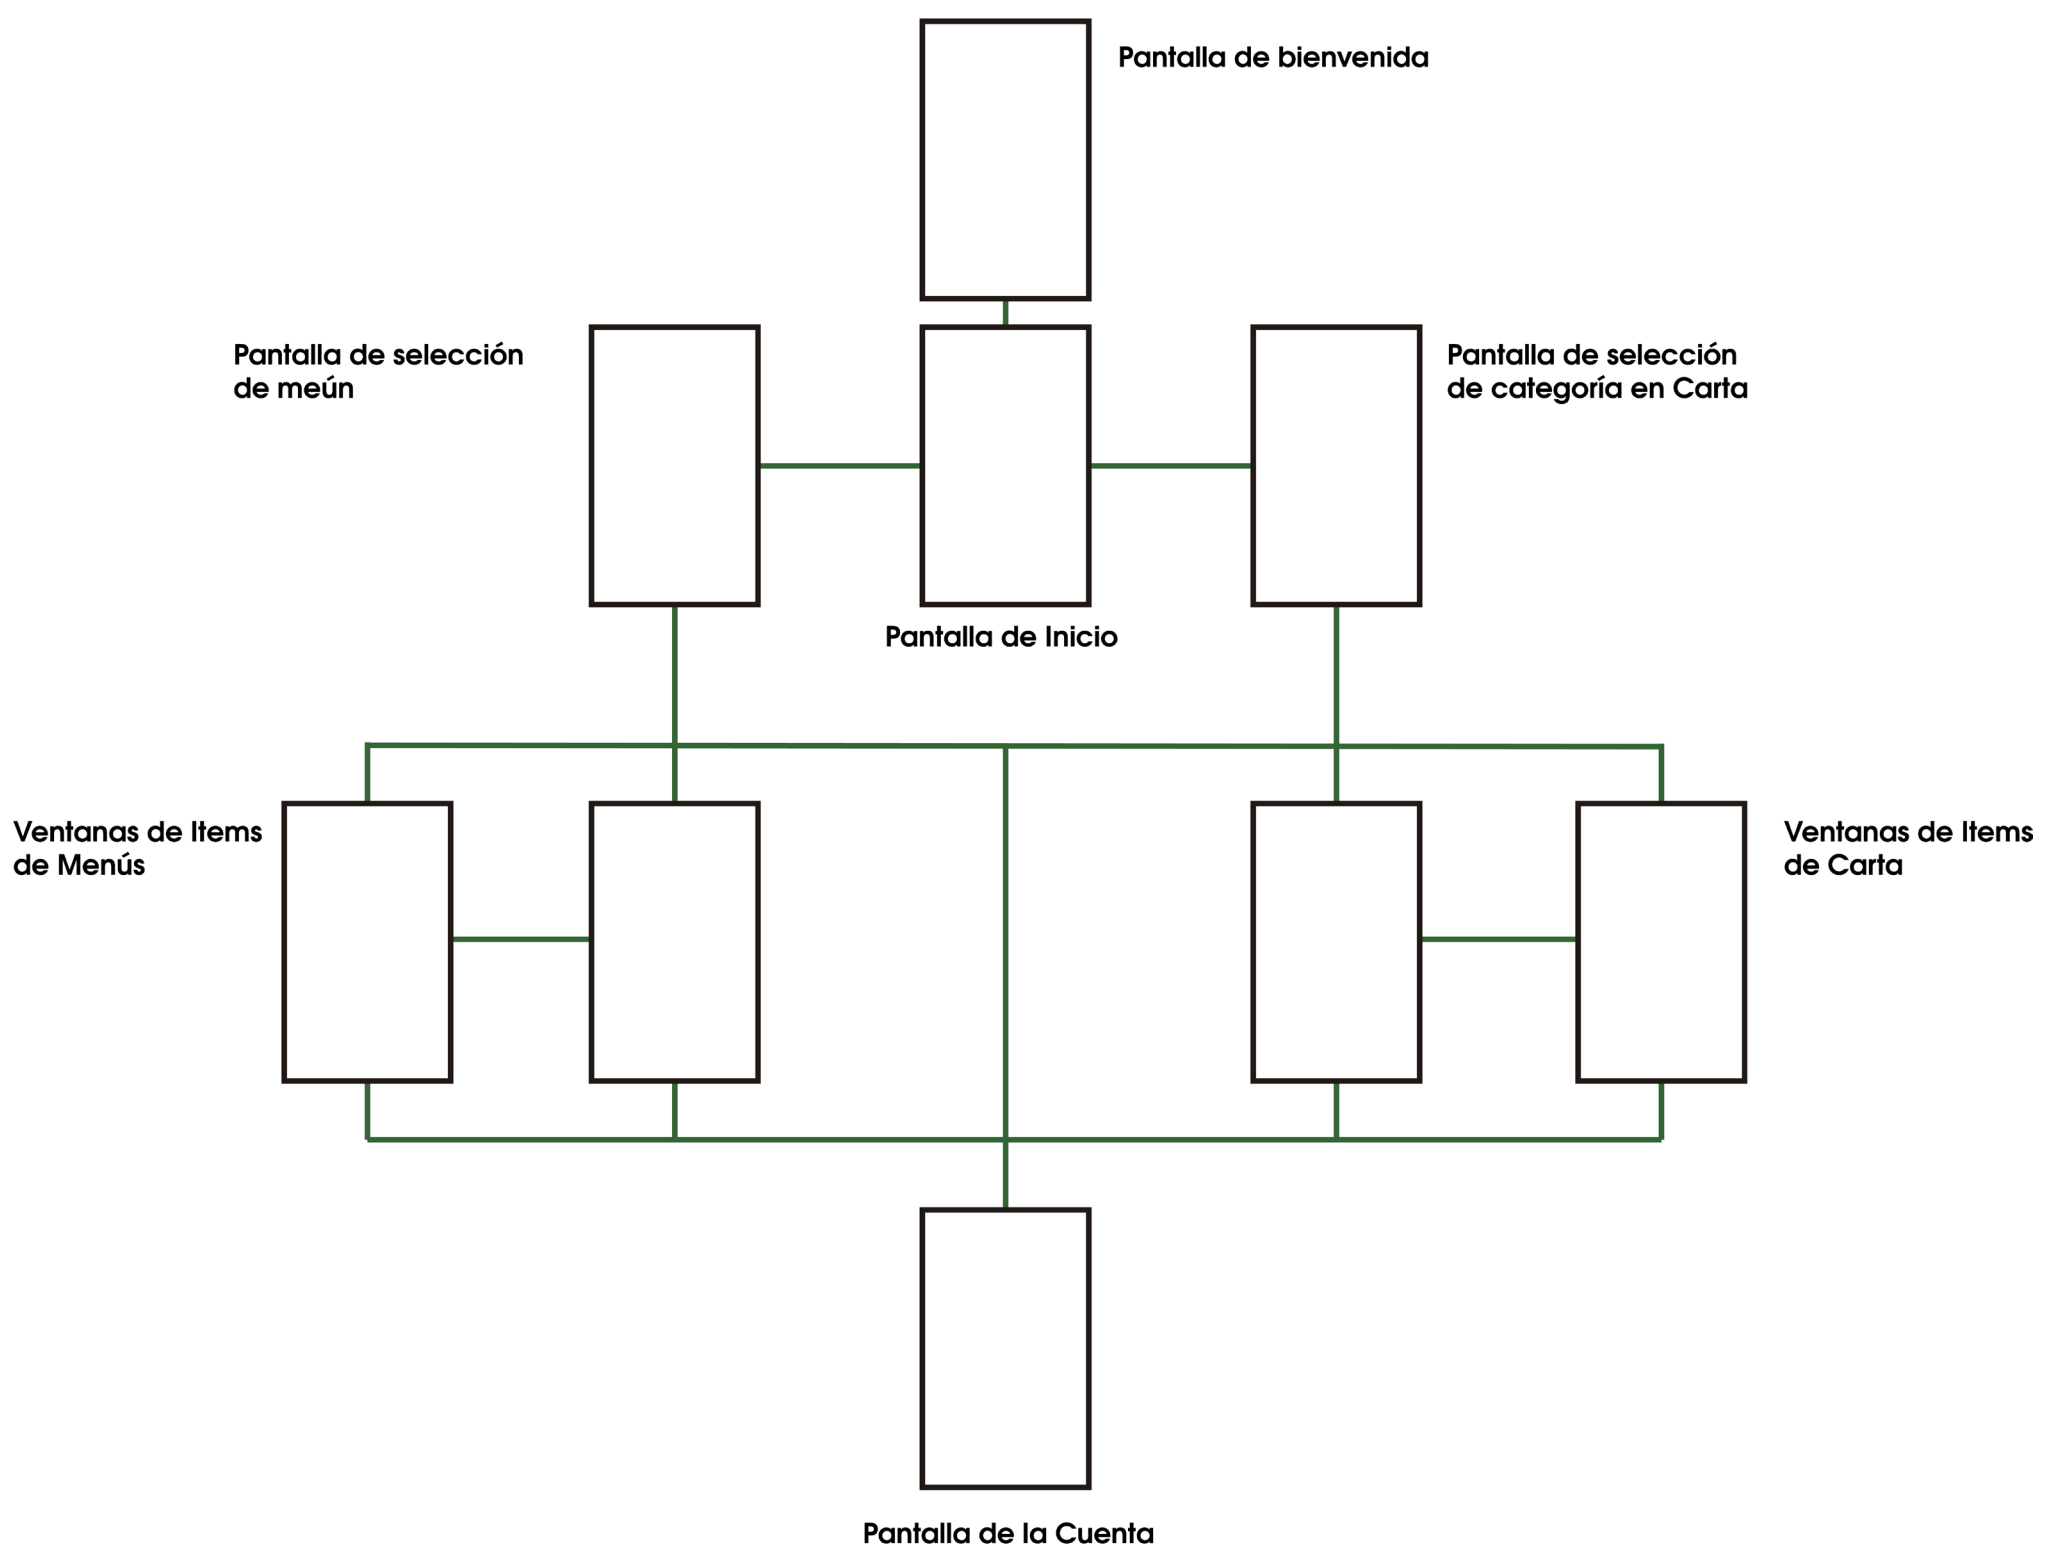 Pantalla de bienvenida
Pantalla de selección
de meún
Pantalla de selección
de categoría en Carta
Pantalla de Inicio
Ventanas de Items
de Menús
Ventanas de Items
de Carta
Pantalla de la Cuenta